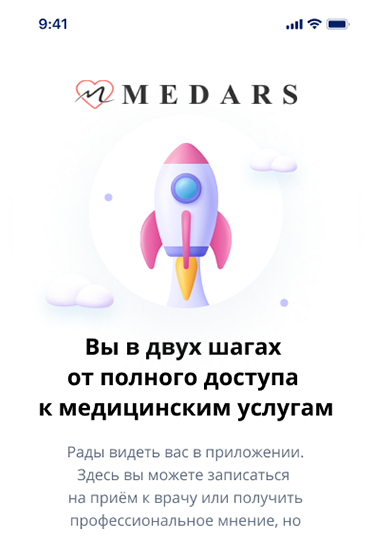 9:41
MEDARS
Вы в двух шагах
от полного доступа
к медицинским услугам
Рады видеть вас в приложении.
Здесь вы можете записаться
на приём к врачу или получить
профессиональное мнение, но